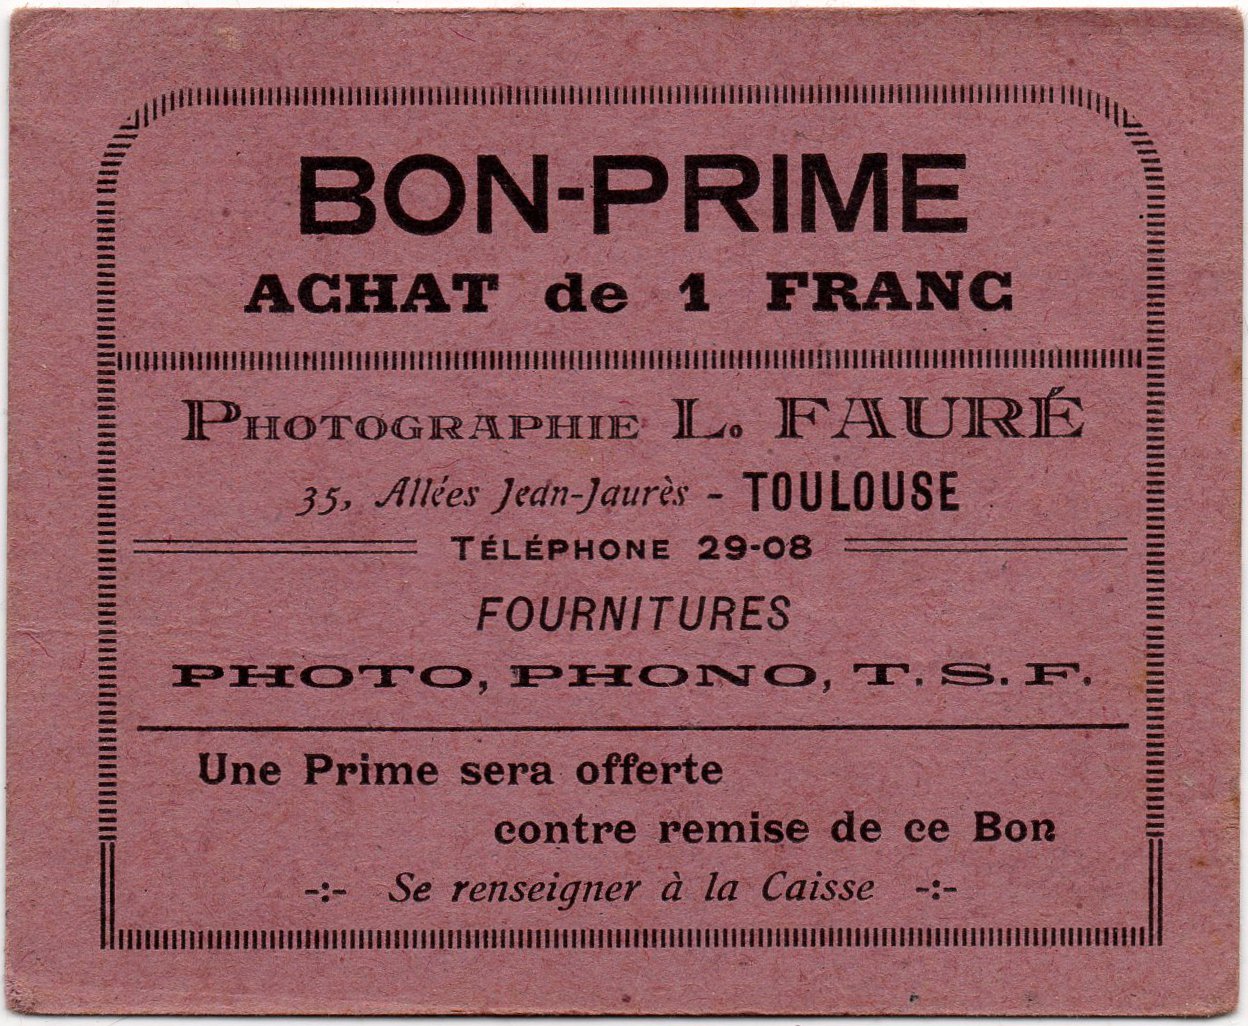 BON-PRIME
ACHAT de 1 FRANC
PHOTOGRAPHIE L. FAURÉ
35, Allées Jean-Jaurès - TOULOUSE
TÉLÉPHONE 29-08
FOURNITURES
PHOTO, PHONO, T. S. F.
Une Prime sera offerte
contre remise de ce Bon
-:- Se renseigner à la Caisse -:-